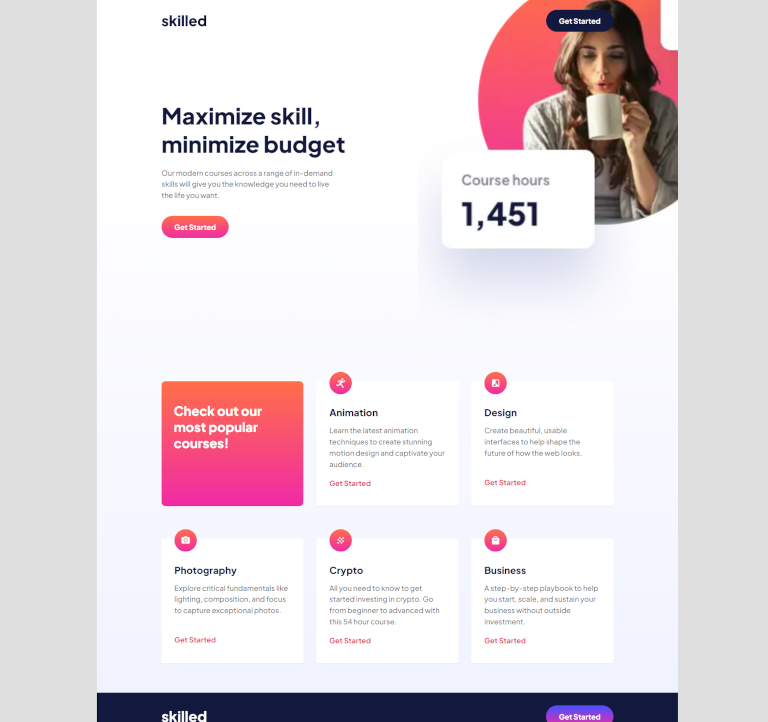 skilled
Get Started
Maximize skill,
minimize budget
Our modern courses across a range of in-demand
skills will give you the knowledge you need to live
the life you want.
Get Started
Course hours
1,451
Check out our
most popular
courses!
Animation
Learn the latest animation
techniques to create stunning
motion design and captivate your
audience.
Get Started
Design
Create beautiful, usable
interfaces to help shape the
future of how the web looks.
Get Started
Photography
Explore critical fundamentals like
lighting, composition, and focus
to capture exceptional photos.
Get Started
Crypto
All you need to know to get
started investing in crypto. Go
from beginner to advanced with
this 54 hour course.
Get Started
Business
A step-by-step playbook to help
you start, scale, and sustain your
business without outside
investment.
Get Started
skilled
Get Started